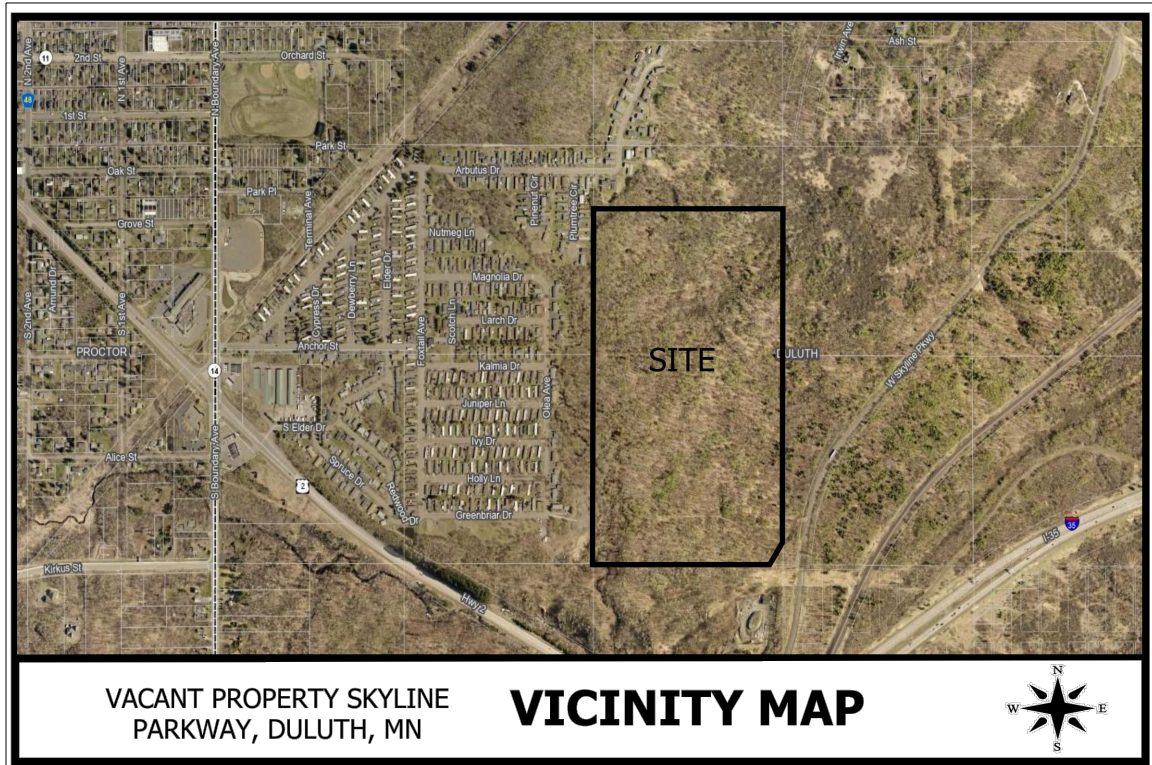 N 2nd Ave
11
2nd St
N 1st Ave
N Boundary Ave
Orchard St
Irwin Ave
Ash St
48
1st St
Park St
Oak St
Arbutus Dr
Park Pl
Pinenut Cir
Plumtree Cir
Grove St
Terminal Ave
Nutmeg Ln
Amund Dr
Dewberry Ln
Elder Dr
Magnolia Dr
S 2nd Ave
S 1st Ave
Cypress Dr
Foxtail Ave
Scotch Ln
Larch Dr
PROCTOR
Anchor St
SITE
DULUTH
W Skyline Pkwy
14
Kalmia Dr
Juniper Ln
Olea Ave
S Elder Dr
Ivy Dr
Alice St
S Boundary Ave
Spruce Dr
Holly Ln
2
Redwood Dr
Greenbriar Dr
I-35
35
Kirkus St
Hwy 2
VACANT PROPERTY SKYLINE
PARKWAY, DULUTH, MN
VICINITY MAP
N
W
E
S